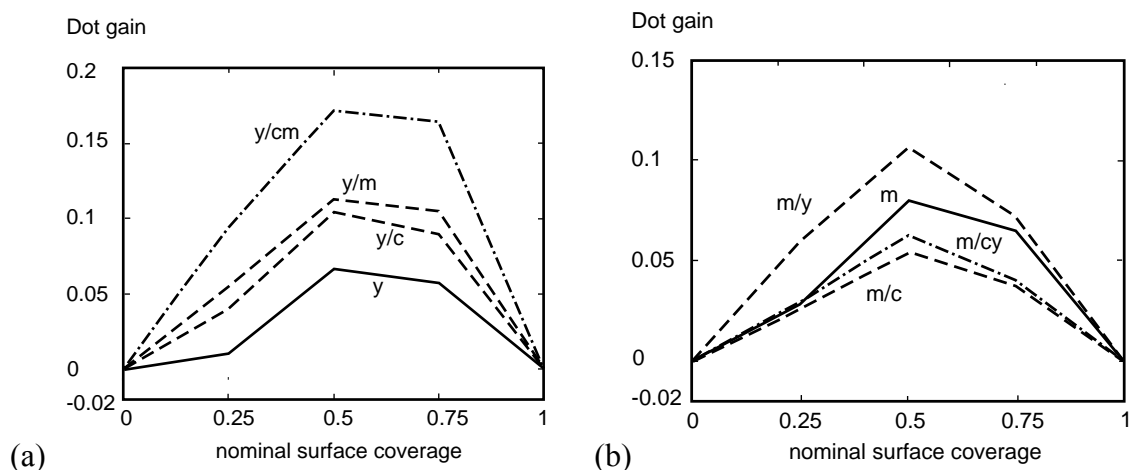 Dot gain
0.2
0.15
0.1
0.05
0
-0.02
y/cm
y/m
y/c
y
0 0.25 0.5 0.75 1
nominal surface coverage
(a)
Dot gain
0.15
0.1
0.05
0
-0.02
m/y
m
m/cy
m/c
0 0.25 0.5 0.75 1
nominal surface coverage
(b)